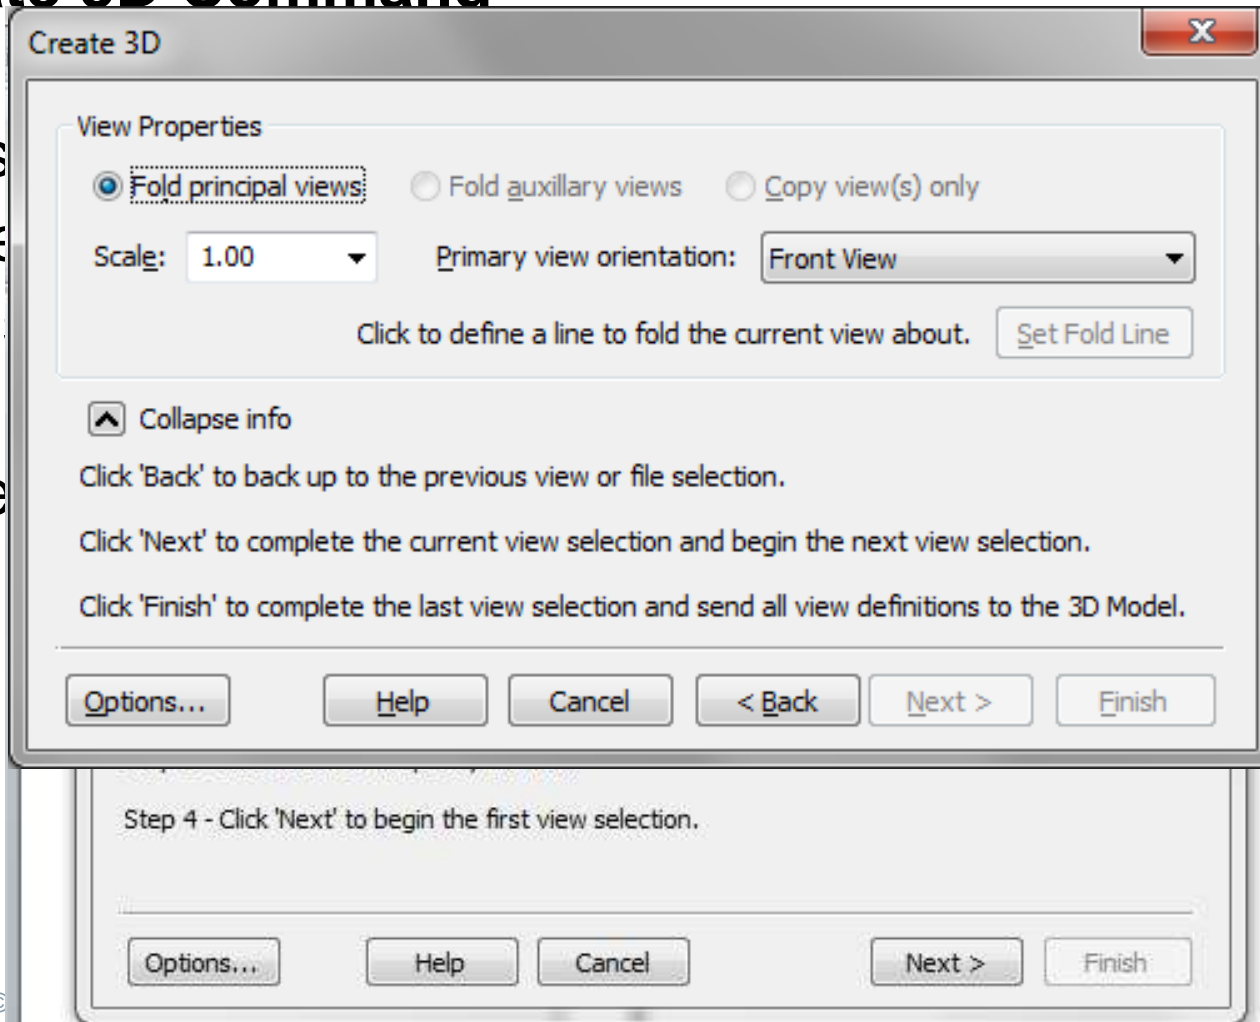 3D Command
Create 3D
View Properties
Fold principal views Fold auxillary views Copy view(s) only
Scale: 1.00 Primary view orientation: Front View
Click to define a line to fold the current view about. Set Fold Line
Collapse info
Click 'Back' to back up to the previous view or file selection.
Click 'Next' to complete the current view selection and begin the next view selection.
Click 'Finish' to complete the last view selection and send all view definitions to the 3D Model.
Options... Help Cancel < Back Next > Finish
Step 4 - Click 'Next' to begin the first view selection.
Options... Help Cancel Next > Finish